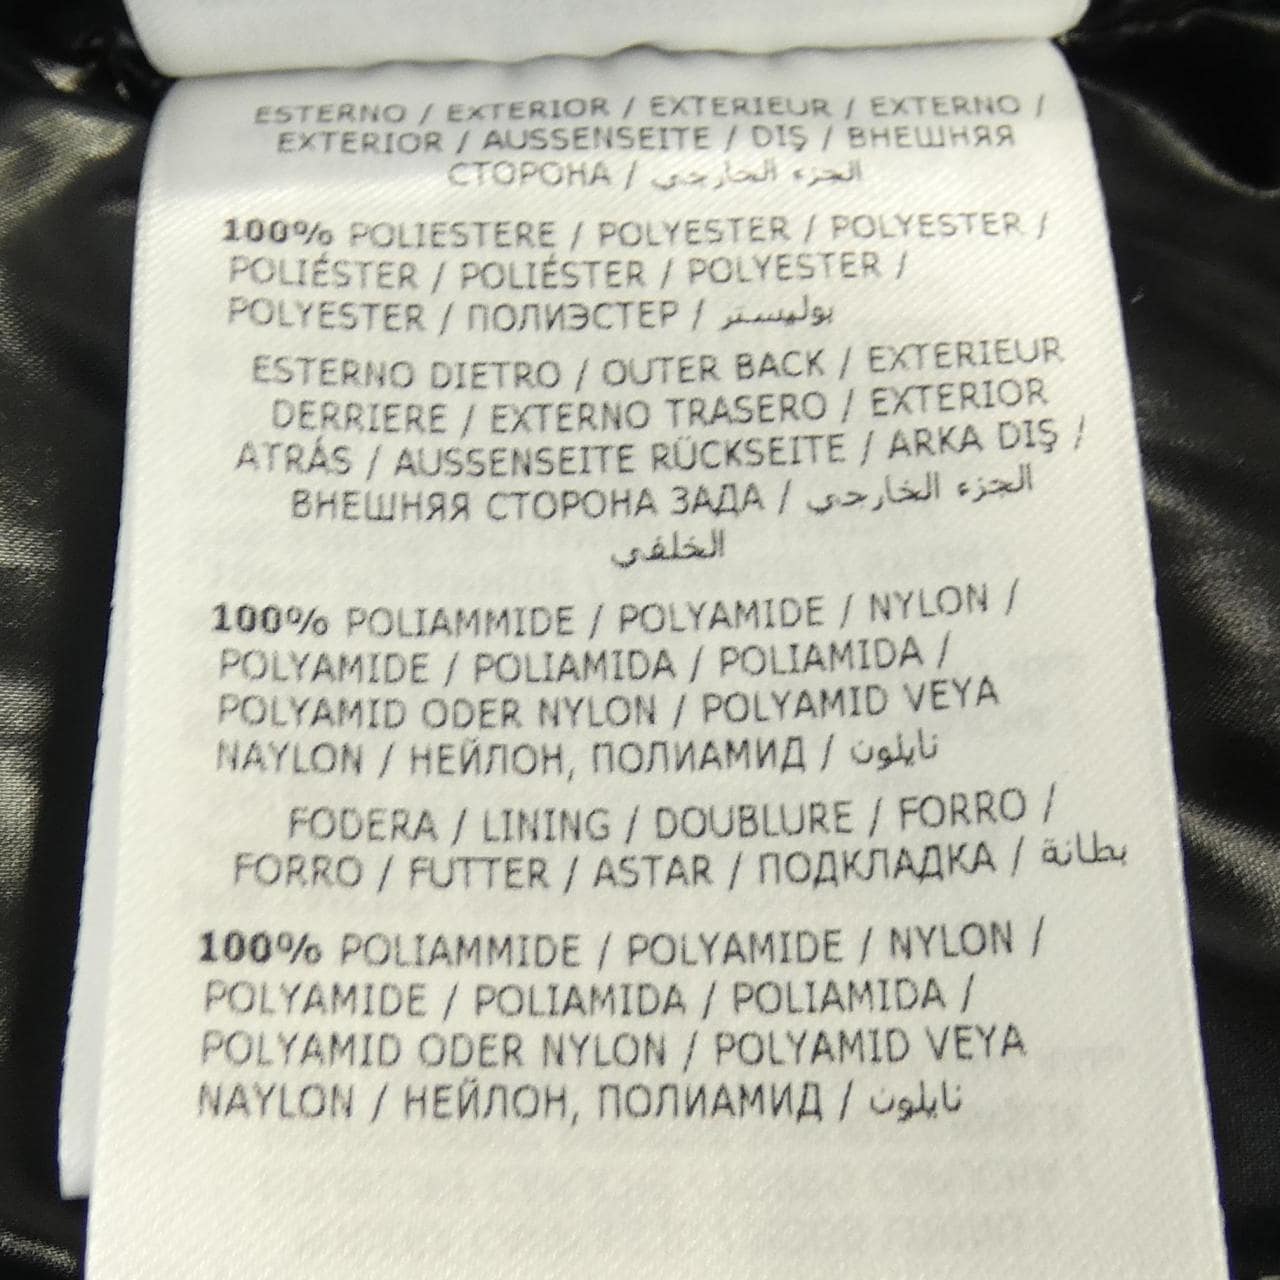 ESTERNO / EXTERIOR / EXTERIEUR / EXTERNO /
EXTERIOR / AUSSENSEITE / DIŞ / ВНЕШНЯЯ
СТОРОНА / الجزء الخارجي
100% POLIESTERE / POLYESTER / POLYESTER /
POLIÉSTER / POLIÉSTER / POLYESTER /
POLYESTER / ПОЛИЭСТЕР / بوليستر
ESTERNO DIETRO / OUTER BACK / EXTERIEUR
DERRIERE / EXTERNO TRASERO / EXTERIOR
ATRÁS / AUSSENSEITE RÜCKSEITE / ARKA DIŞ /
ВНЕШНЯЯ СТОРОНА ЗАДА / الجزء الخارجي
الخلفي
100% POLIAMMIDE / POLYAMIDE / NYLON /
POLYAMIDE / POLIAMIDA / POLIAMIDA /
POLYAMID ODER NYLON / POLYAMID VEYA
NAYLON / НЕЙЛОН, ПОЛИАМИД / نايلون
FODERA / LINING / DOUBLURE / FORRO /
FORRO / FUTTER / ASTAR / ПОДКЛАДКА / بطانة
100% POLIAMMIDE / POLYAMIDE / NYLON /
POLYAMIDE / POLIAMIDA / POLIAMIDA /
POLYAMID ODER NYLON / POLYAMID VEYA
NAYLON / НЕЙЛОН, ПОЛИАМИД / نايلون